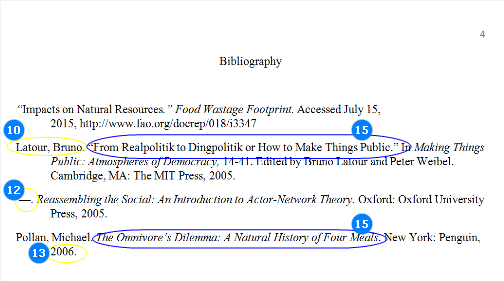 4
Bibliography
“Impacts on Natural Resources.” Food Wastage Footprint. Accessed July 15,
2015, http://www.fao.org/docrep/018/i3347
10
15
Latour, Bruno. “From Realpolitik to Dingpolitik or How to Make Things Public.” In Making Things
Public: Atmospheres of Democracy, 14-41. Edited by Bruno Latour and Peter Weibel.
Cambridge, MA: The MIT Press, 2005.
12
—. Reassembling the Social: An Introduction to Actor-Network Theory. Oxford: Oxford University
Press, 2005.
15
Pollan, Michael. The Omnivore’s Dilemma: A Natural History of Four Meals. New York: Penguin,
13
2006.